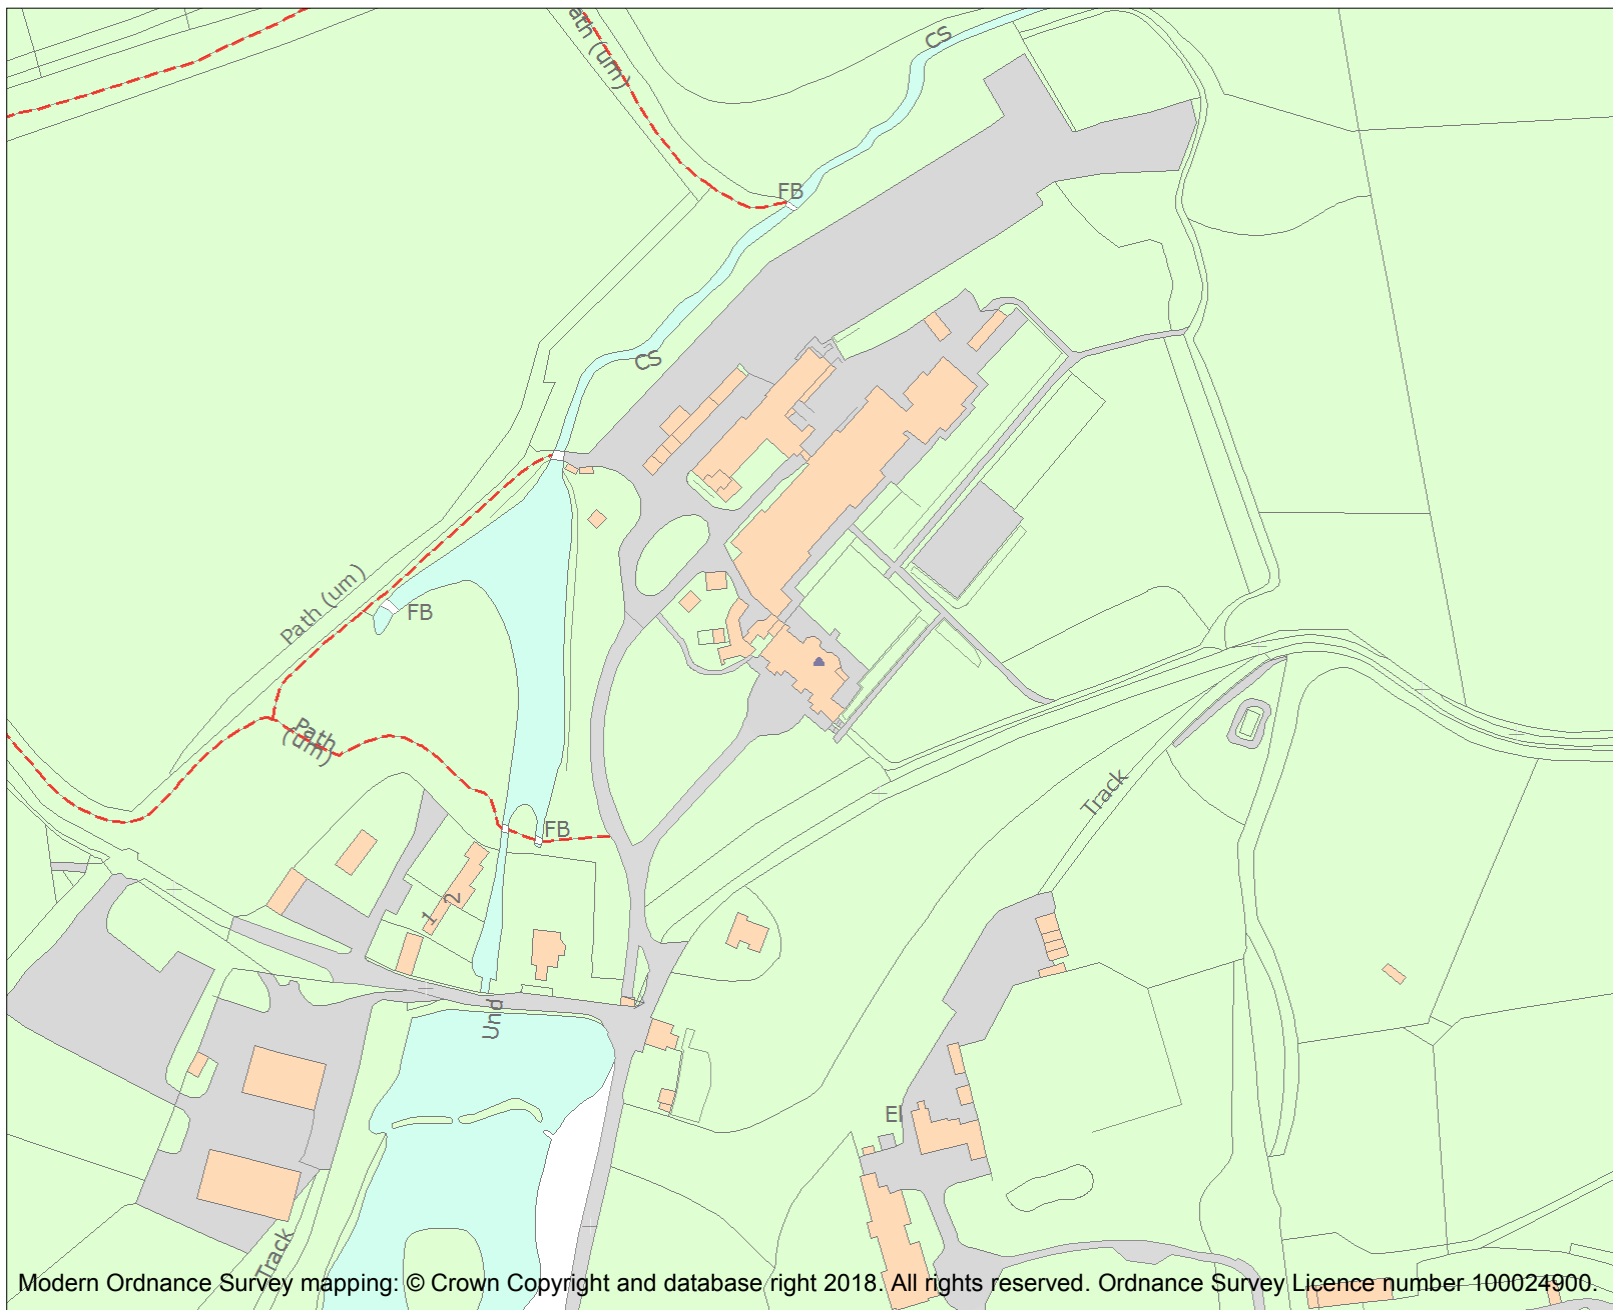 CS
ath (um)
FB
CS
Path (um)
FB
Path
(um)
Track
FB
1
2
Und
El
Track
Modern Ordnance Survey mapping: © Crown Copyright and database right 2018. All rights reserved. Ordnance Survey Licence number 100024900.